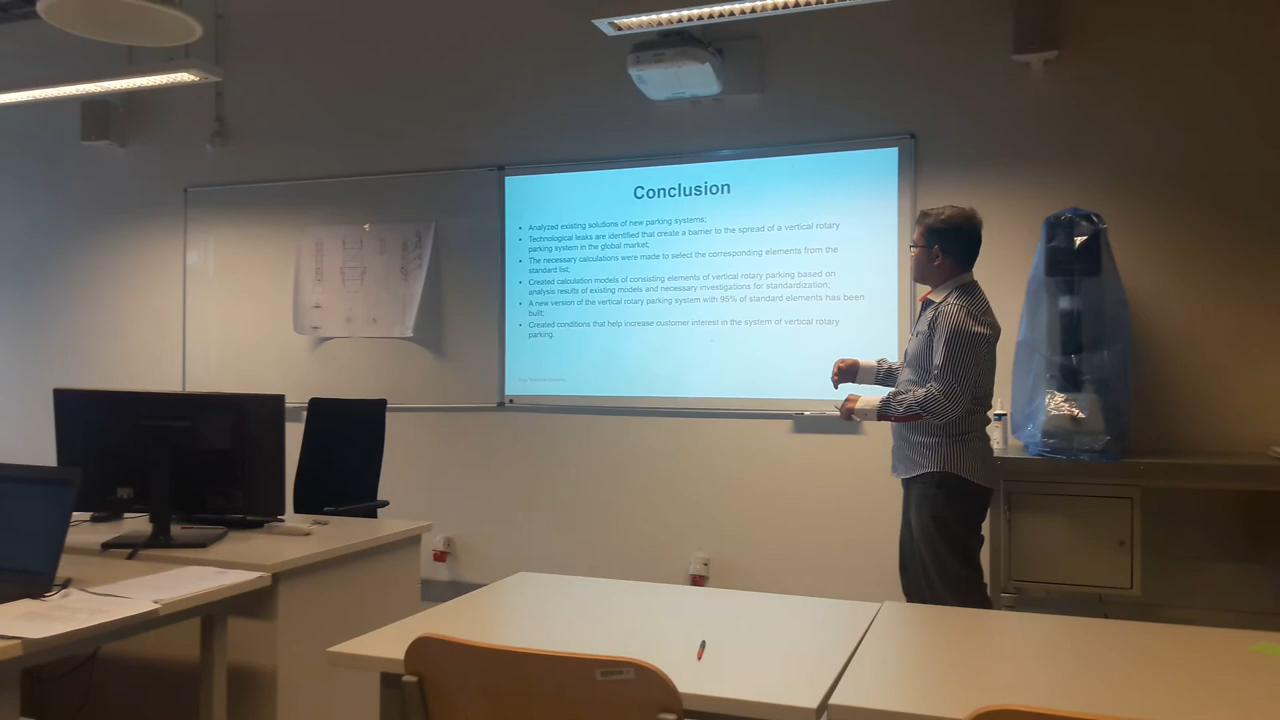 Conclusion
• Analyzed existing solutions of new parking systems;
• Technological leaks are identified that create a barrier to the spread of a vertical rotary
parking system in the global market;
• The necessary calculations were made to select the corresponding elements from the
standard list;
• Created calculation models of consisting elements of vertical rotary parking based on
analysis results of existing models and necessary investigations for standardization;
• A new version of the vertical rotary parking system with 95% of standard elements has been
built;
• Created conditions that help increase customer interest in the system of vertical rotary
parking.